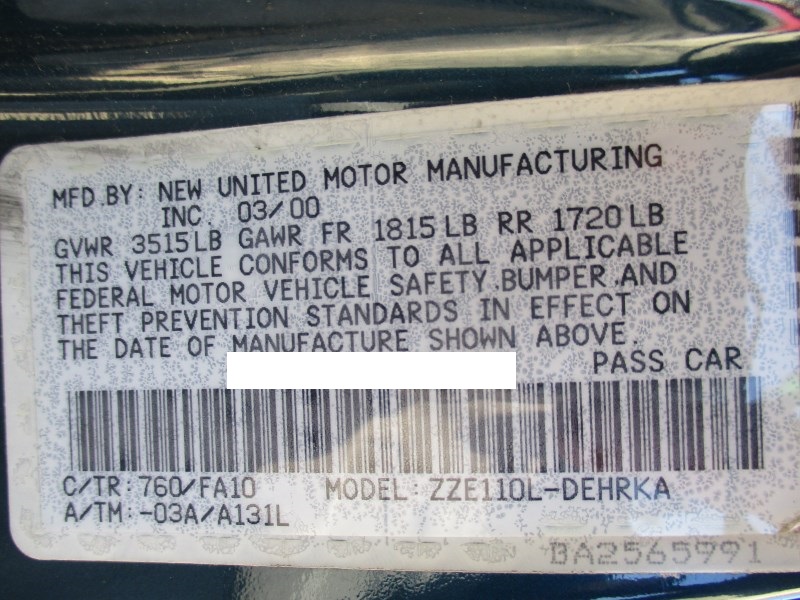 MFD.BY: NEW UNITED MOTOR MANUFACTURING
INC. 03/00
GVWR 3515LB GAWR FR 1815LB RR 1720LB
THIS VEHICLE CONFORMS TO ALL APPLICABLE
FEDERAL MOTOR VEHICLE SAFETY,BUMPER,AND
THEFT PREVENTION STANDARDS IN EFFECT ON
THE DATE OF MANUFACTURE SHOWN ABOVE.
PASS CAR
C/TR: 760/FA10 MODEL: ZZE110L-DEHRKA
A/TM: -03A/A131L
BA2565991